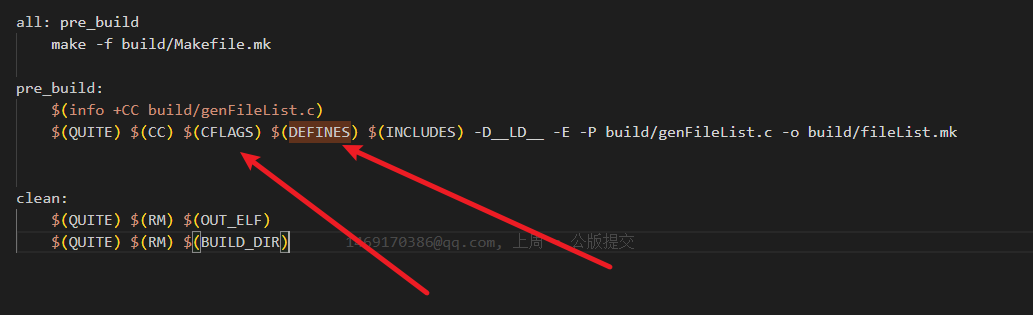 all: pre_build
make -f build/Makefile.mk
pre_build:
$(info +CC build/genFileList.c)
$(QUITE) $(CC) $(CFLAGS) $(DEFINES) $(INCLUDES) -D__LD__ -E -P build/genFileList.c -o build/fileList.mk
clean:
$(QUITE) $(RM) $(OUT_ELF)
$(QUITE) $(RM) $(BUILD_DIR) 1469170386@qq.com, 上周 公版提交